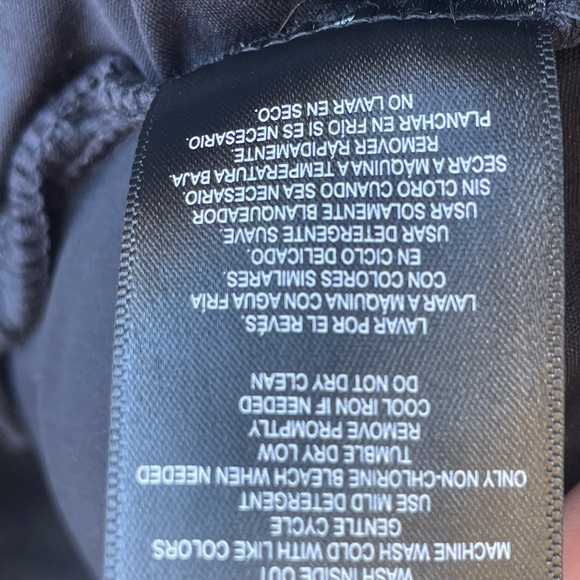 WASH INSIDE OUT
MACHINE WASH COLD WITH LIKE COLORS
GENTLE CYCLE
USE MILD DETERGENT
ONLY NON-CHLORINE BLEACH WHEN NEEDED
TUMBLE DRY LOW
REMOVE PROMPTLY
COOL IRON IF NEEDED
DO NOT DRY CLEAN
LAVAR POR EL REVÉS.
LAVAR A MÁQUINA CON AGUA FRÍA
CON COLORES SIMILARES.
EN CICLO DELICADO.
USAR DETERGENTE SUAVE.
USAR SOLAMENTE BLANQUEADOR
SIN CLORO CUANDO SEA NECESARIO.
SECAR A MÁQUINA A TEMPERATURA BAJA.
REMOVER RÁPIDAMENTE.
PLANCHAR EN FRÍO SI ES NECESARIO.
NO LAVAR EN SECO.